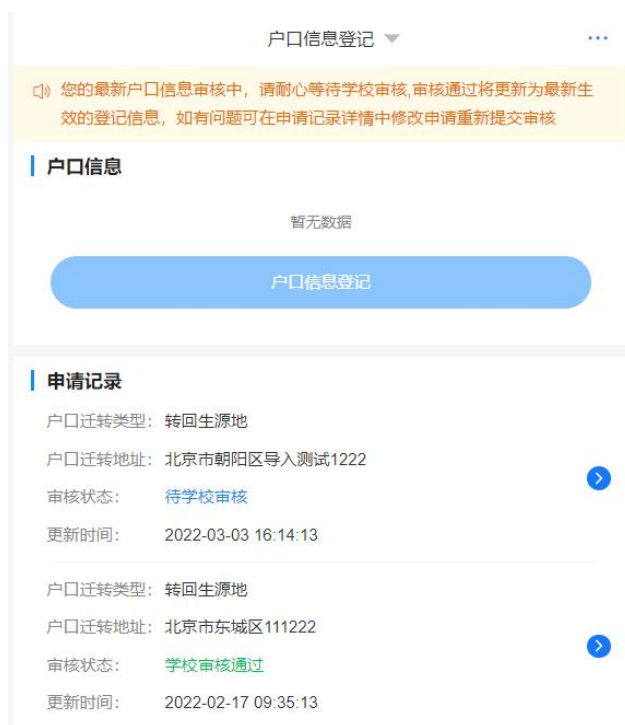 户口信息登记
您的最新户口信息审核中，请耐心等待学校审核,审核通过将更新为最新生
效的登记信息，如有问题可在申请记录详情中修改申请重新提交审核
户口信息
暂无数据
户口信息登记
申请记录
户口迁转类型： 转回生源地
户口迁转地址： 北京市朝阳区导入测试1222
审核状态： 待学校审核
更新时间： 2022-03-03 16:14:13
户口迁转类型： 转回生源地
户口迁转地址： 北京市东城区111222
审核状态： 学校审核通过
更新时间： 2022-02-17 09:35:13